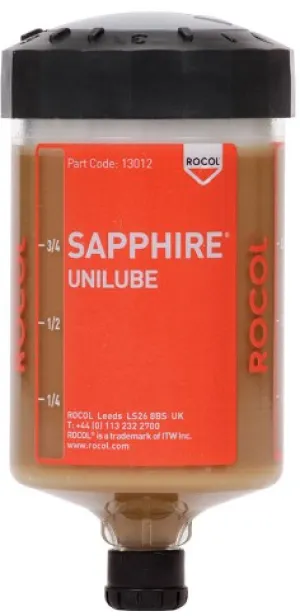 Part Code: 13012
ROCOL
SAPPHIRE®
UNILUBE
3/4
1/2
1/4
ROCOL
ROCOL
ROCOL Leeds LS26 8BS UK
T: +44 (0) 113 232 2700
ROCOL® is a trademark of ITW Inc.
www.rocol.com